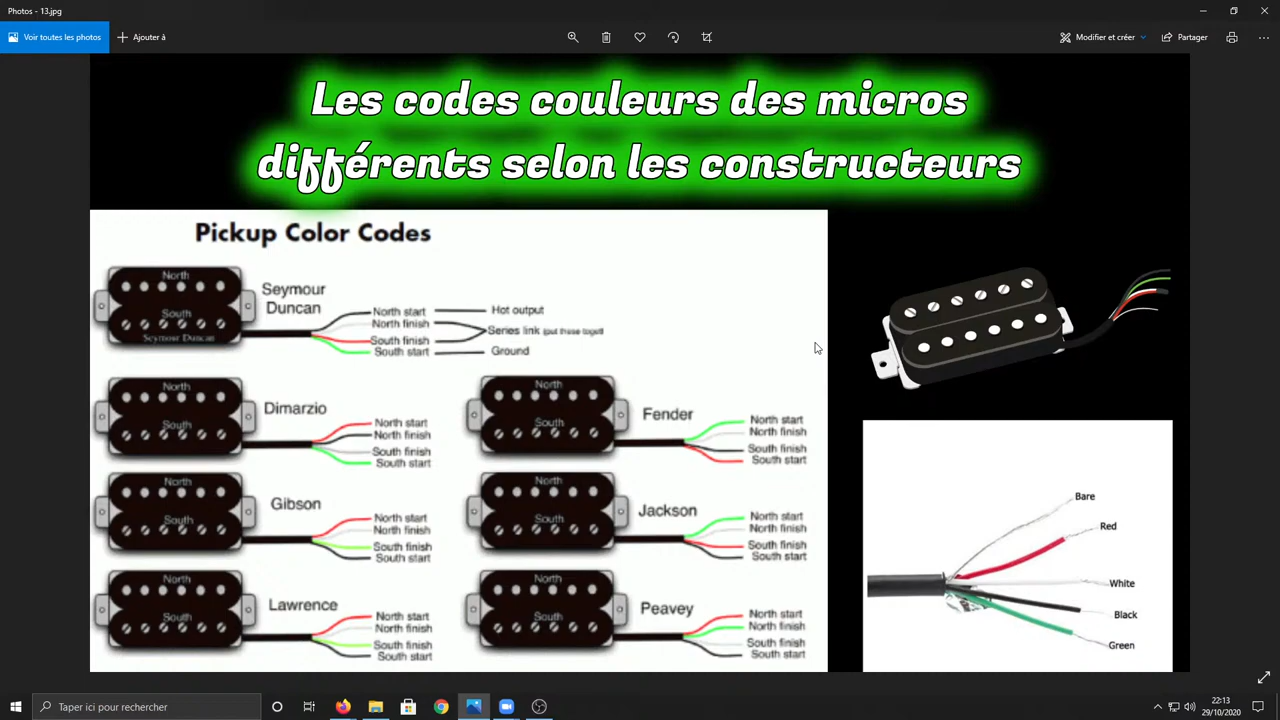 Photos - 13.jpg
Voir toutes les photos
Ajouter à
Modifier et créer
Partager
Les codes couleurs des micros
différents selon les constructeurs
Pickup Color Codes
North
South
Seymour Duncan
Seymour
Duncan
North start
North finish
South finish
South start
Hot output
Series link (put these togeth
Ground
North
South
Dimarzio
North start
North finish
South finish
South start
North
South
Fender
North start
North finish
South finish
South start
North
South
Gibson
North start
North finish
South finish
South start
North
South
Jackson
North start
North finish
South finish
South start
North
South
Lawrence
North start
North finish
South finish
South start
North
South
Peavey
North start
North finish
South finish
South start
Bare
Red
White
Black
Green
Taper ici pour rechercher
22:13
29/10/2020